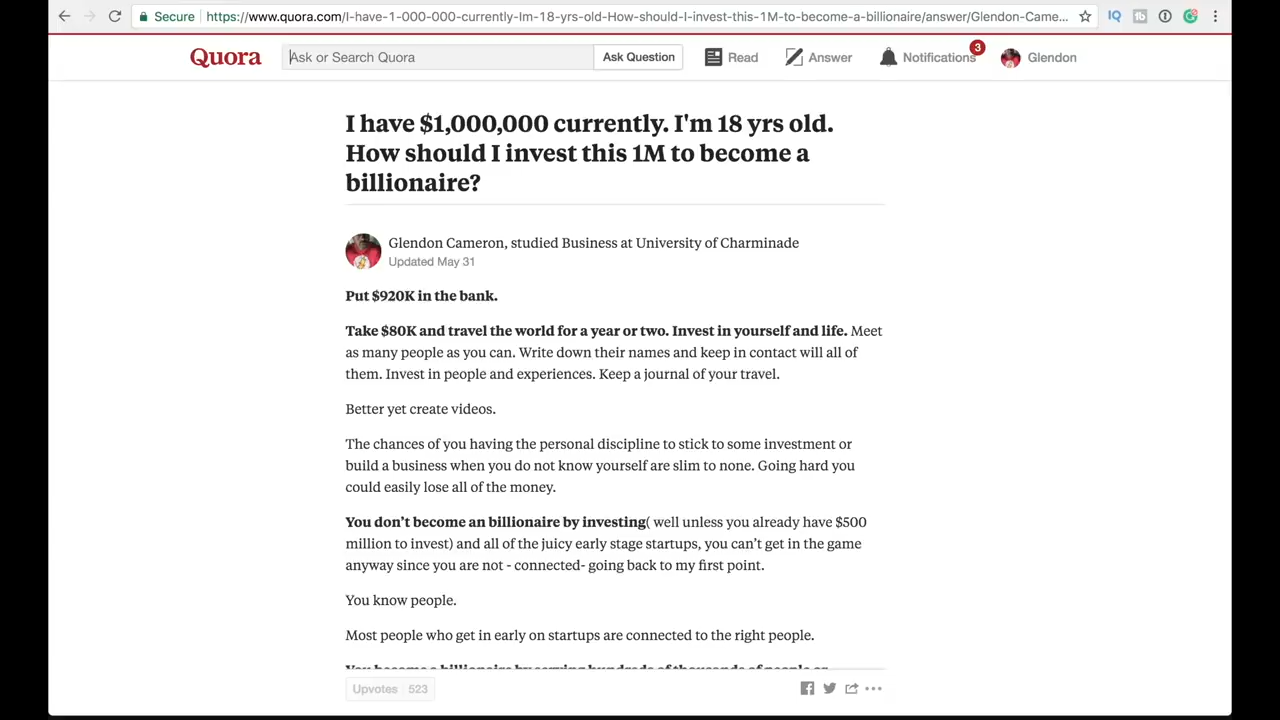 Secure https://www.quora.com/I-have-1-000-000-currently-Im-18-yrs-old-How-should-I-invest-this-1M-to-become-a-billionaire/answer/Glendon-Came...
Quora Ask or Search Quora Ask Question Read Answer Notifications 3 Glendon
I have $1,000,000 currently. I'm 18 yrs old.
How should I invest this 1M to become a
billionaire?
Glendon Cameron, studied Business at University of Charminade
Updated May 31
Put $920K in the bank.
Take $80K and travel the world for a year or two. Invest in yourself and life. Meet
as many people as you can. Write down their names and keep in contact will all of
them. Invest in people and experiences. Keep a journal of your travel.
Better yet create videos.
The chances of you having the personal discipline to stick to some investment or
build a business when you do not know yourself are slim to none. Going hard you
could easily lose all of the money.
You don’t become an billionaire by investing( well unless you already have $500
million to invest) and all of the juicy early stage startups, you can’t get in the game
anyway since you are not - connected- going back to my first point.
You know people.
Most people who get in early on startups are connected to the right people.
You become a billionaire by serving hundreds of thousands of people or
Upvotes 523